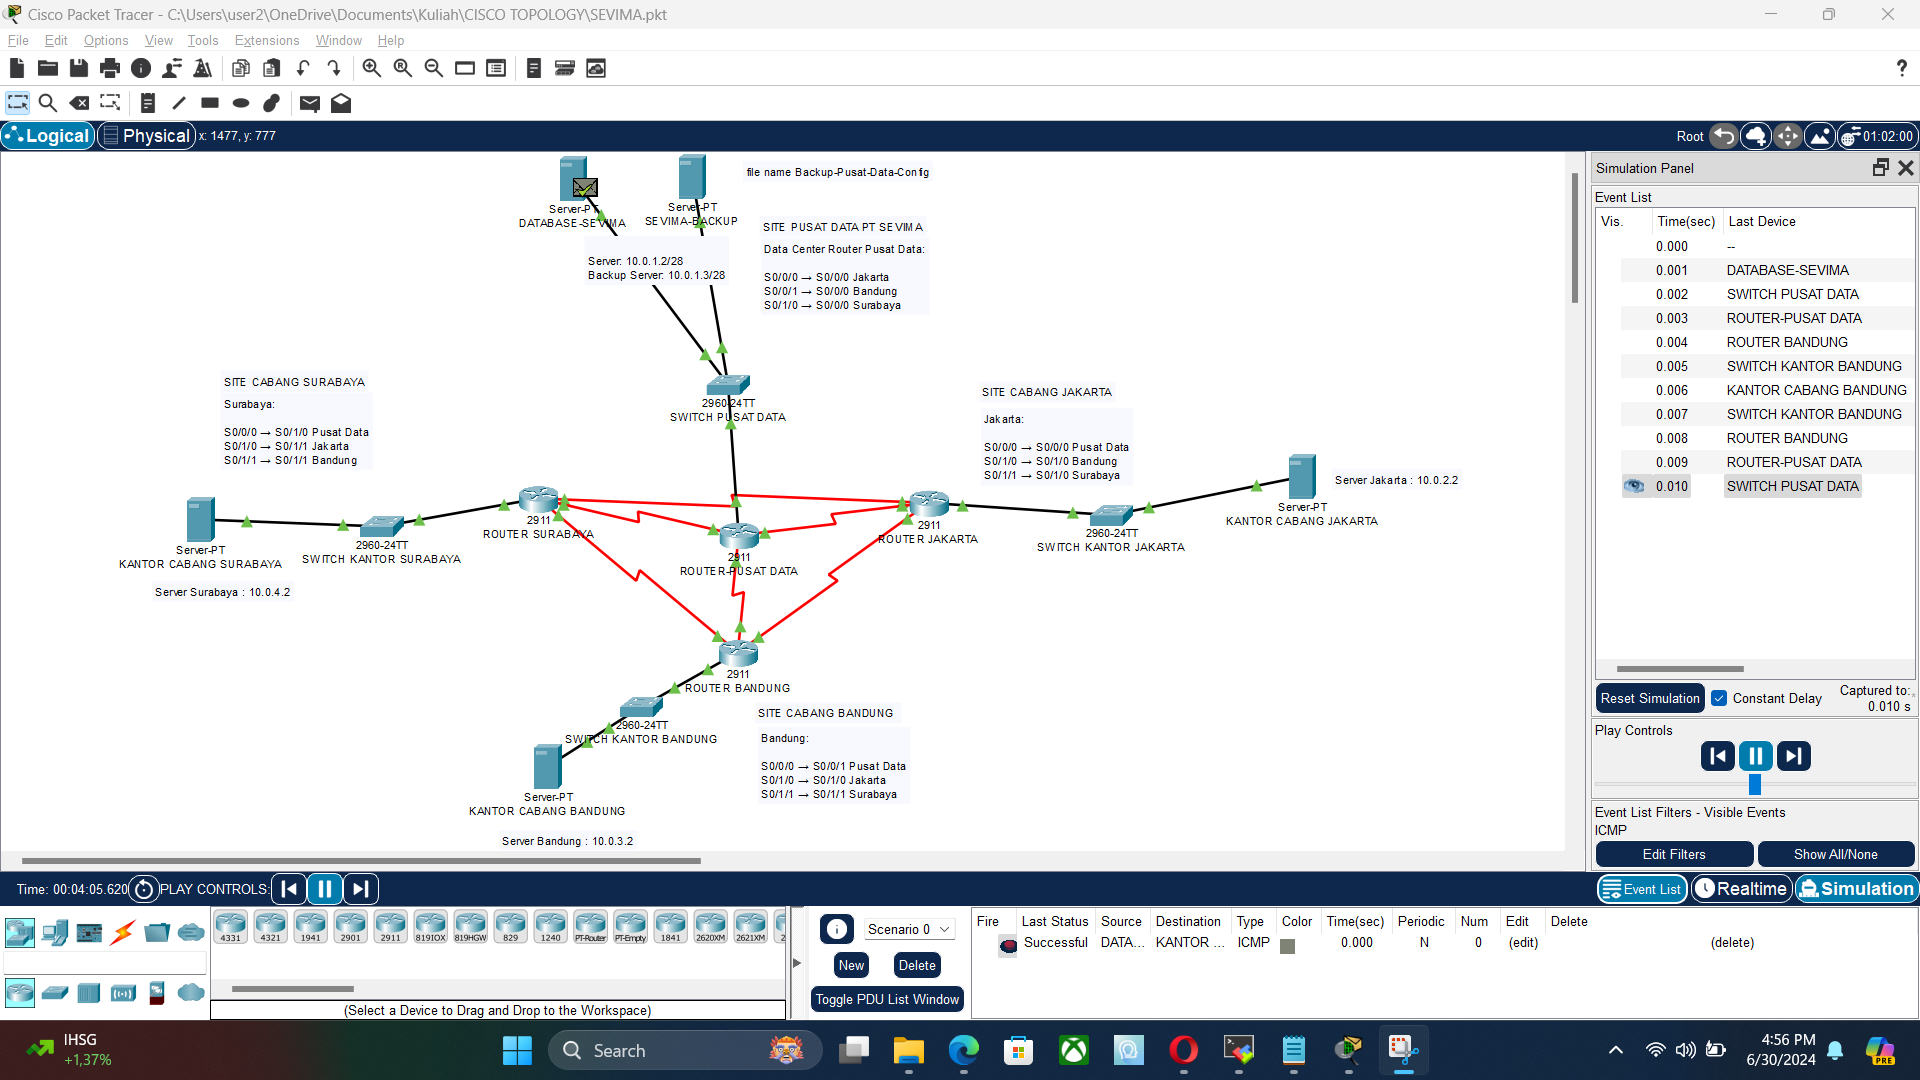 Cisco Packet Tracer - C:\Users\user2\OneDrive\Documents\Kuliah\CISCO TOPOLOGY\SEVIMA.pkt
File Edit Options View Tools Extensions Window Help
?
Logical Physical x: 1477, y: 777
Root 01:02:00
Server-PT
DATABASE-SEVIMA
Server-PT
SEVIMA-BACKUP
file name Backup-Pusat-Data-Config
Server: 10.0.1.2/28
Backup Server: 10.0.1.3/28
SITE PUSAT DATA PT SEVIMA
Data Center Router Pusat Data:
S0/0/0 → S0/0/0 Jakarta
S0/0/1 → S0/0/0 Bandung
S0/1/0 → S0/0/0 Surabaya
2960-24TT
SWITCH PUSAT DATA
SITE CABANG SURABAYA
Surabaya:
S0/0/0 → S0/1/0 Pusat Data
S0/1/0 → S0/1/1 Jakarta
S0/1/1 → S0/1/1 Bandung
SITE CABANG JAKARTA
Jakarta:
S0/0/0 → S0/0/0 Pusat Data
S0/1/0 → S0/1/0 Bandung
S0/1/1 → S0/1/0 Surabaya
Server-PT
KANTOR CABANG SURABAYA
Server Surabaya : 10.0.4.2
2960-24TT
SWITCH KANTOR SURABAYA
2911
ROUTER SURABAYA
2911
ROUTER-PUSAT DATA
2911
ROUTER JAKARTA
2960-24TT
SWITCH KANTOR JAKARTA
Server-PT
KANTOR CABANG JAKARTA
Server Jakarta : 10.0.2.2
2911
ROUTER BANDUNG
2960-24TT
SWITCH KANTOR BANDUNG
Server-PT
KANTOR CABANG BANDUNG
Server Bandung : 10.0.3.2
SITE CABANG BANDUNG
Bandung:
S0/0/0 → S0/0/1 Pusat Data
S0/1/0 → S0/1/0 Jakarta
S0/1/1 → S0/1/1 Surabaya
Simulation Panel
Event List
Vis. Time(sec) Last Device
0.000 --
0.001 DATABASE-SEVIMA
0.002 SWITCH PUSAT DATA
0.003 ROUTER-PUSAT DATA
0.004 ROUTER BANDUNG
0.005 SWITCH KANTOR BANDUNG
0.006 KANTOR CABANG BANDUNG
0.007 SWITCH KANTOR BANDUNG
0.008 ROUTER BANDUNG
0.009 ROUTER-PUSAT DATA
0.010 SWITCH PUSAT DATA
Reset Simulation Constant Delay Captured to:
0.010 s
Play Controls
Event List Filters - Visible Events
ICMP
Edit Filters Show All/None
Time: 00:04:05.620 PLAY CONTROLS:
Event List Realtime Simulation
4331 4321 1941 2901 2911 819IOX 819HGW 829 1240 PT-Router PT-Empty 1841 2620XM 2621XM
(Select a Device to Drag and Drop to the Workspace)
Scenario 0
New Delete
Toggle PDU List Window
Fire Last Status Source Destination Type Color Time(sec) Periodic Num Edit Delete
Successful DATA... KANTOR ... ICMP 0.000 N 0 (edit) (delete)
IHSG
+1,37%
Search
4:56 PM
6/30/2024
PRE